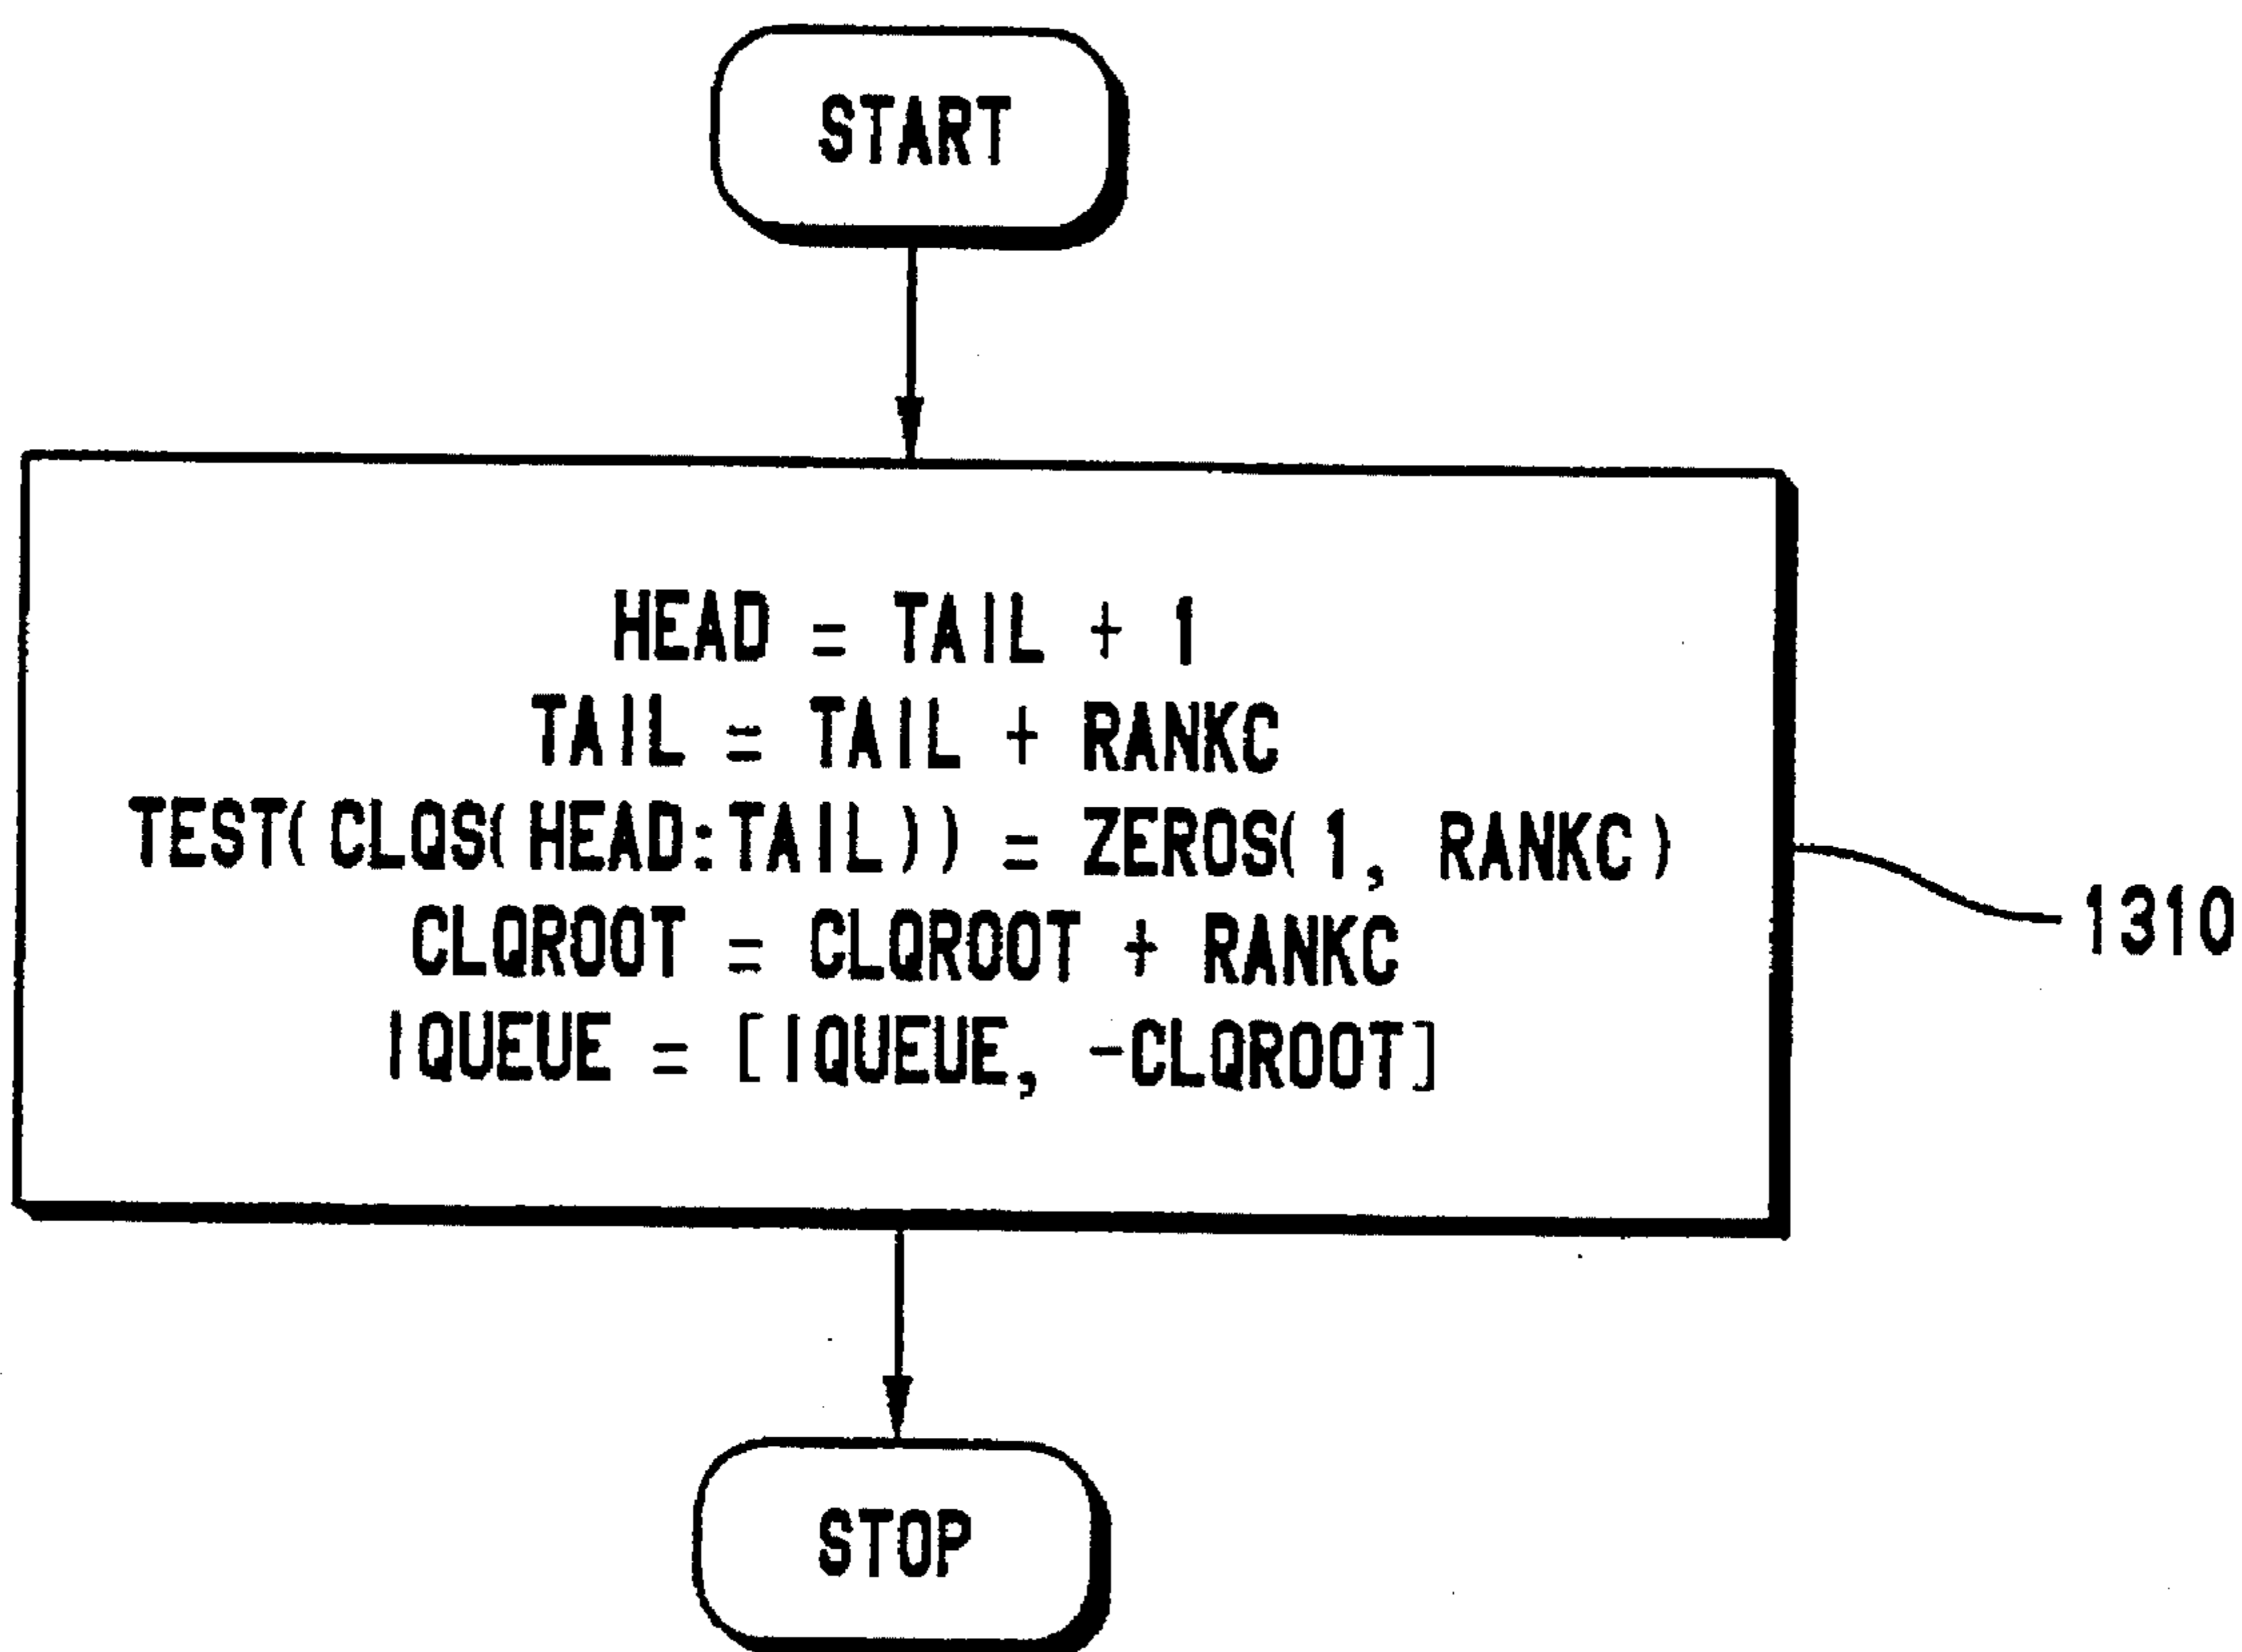 START
HEAD = TAIL + 1
TAIL = TAIL + RANKC
TEST(CLQS(HEAD:TAIL)) = ZEROS(1, RANKC)
CLQROOT = CLQROOT + RANKC
IQUEUE = [IQUEUE, -CLQROOT]
1310
STOP